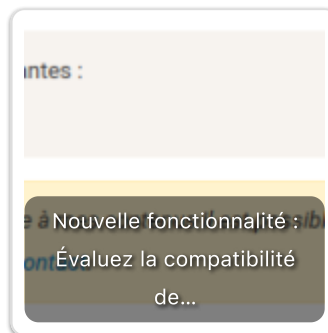 antes :
Nouvelle fonctionnalité :
Évaluez la compatibilité
de...